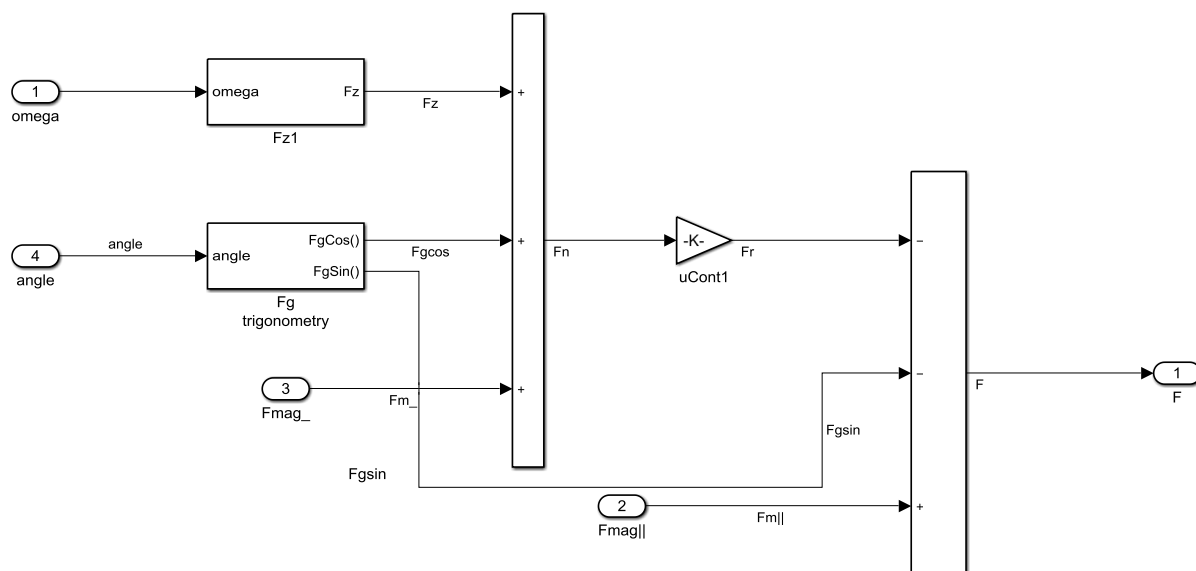 +
1
omega
Fz
Fz
omega
Fz1
angle
4
angle
angle
FgCos()
FgSin()
Fg
trigonometry
Fgcos
+
Fn
-K-
uCont1
Fr
−
3
Fmag_
Fm_
+
−
F
1
F
Fgsin
Fgsin
2
Fmag||
Fm||
+